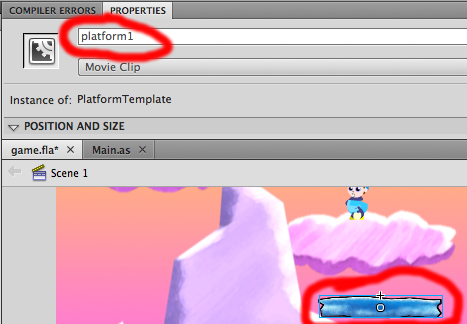 COMPILER ERRORS PROPERTIES
platform1
Movie Clip
Instance of: PlatformTemplate
POSITION AND SIZE
game.fla* × Main.as ×
Scene 1